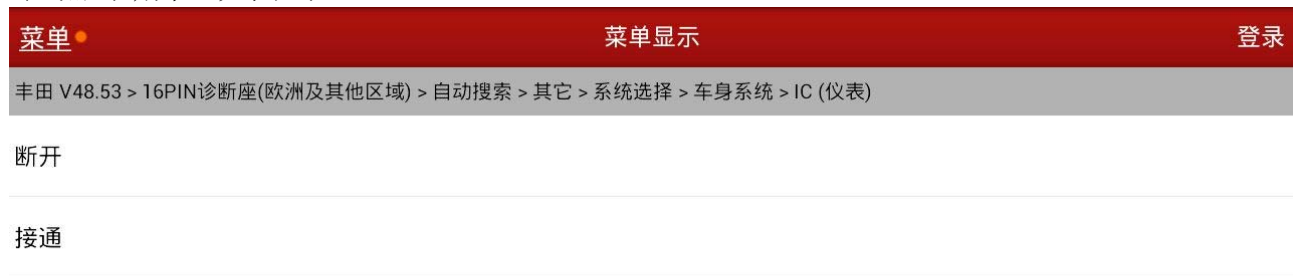 菜单
菜单显示
登录
丰田 V48.53 > 16PIN诊断座(欧洲及其他区域) > 自动搜索 > 其它 > 系统选择 > 车身系统 > IC (仪表)
断开
接通